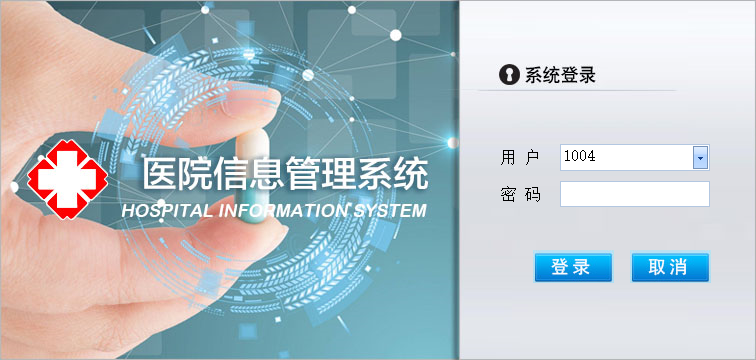 医院信息管理系统
HOSPITAL INFORMATION SYSTEM
系统登录
用 户 1004
密 码
登录 取消